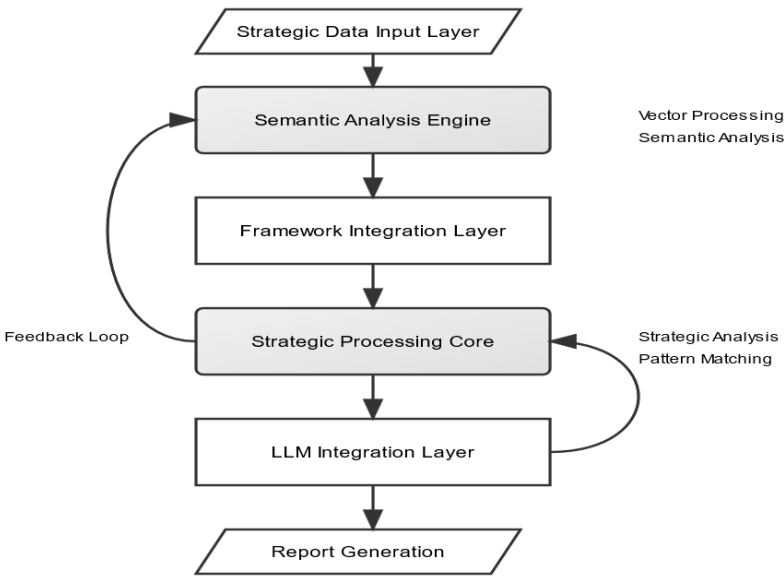 Strategic Data Input Layer
Semantic Analysis Engine
Vector Processing
Semantic Analysis
Framework Integration Layer
Feedback Loop
Strategic Processing Core
Strategic Analysis
Pattern Matching
LLM Integration Layer
Report Generation